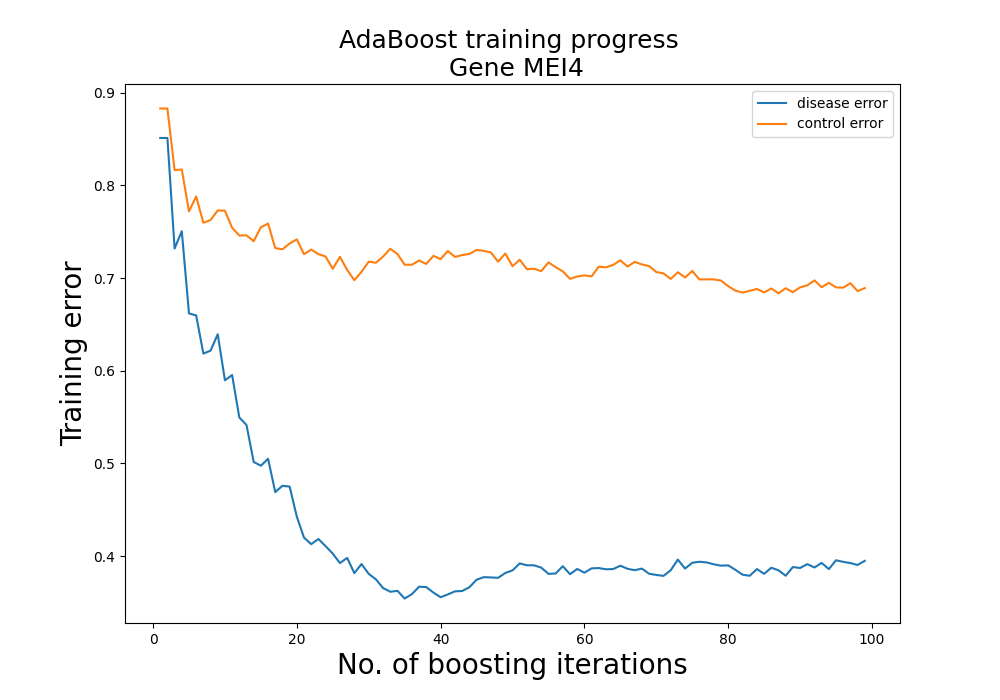 AdaBoost training progress
Gene MEI4
disease error
control error
Training error
0.9
0.8
0.7
0.6
0.5
0.4
0
20
40
60
80
100
No. of boosting iterations